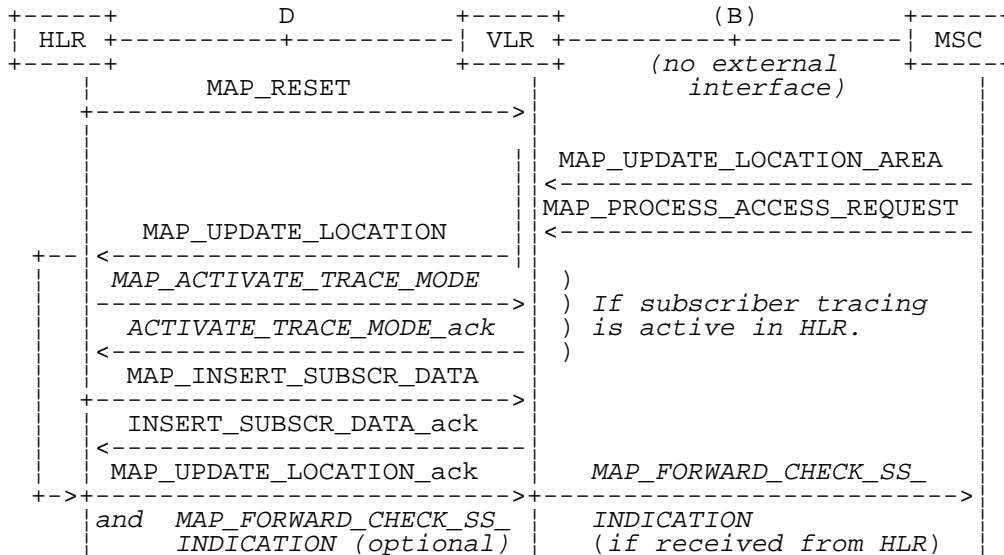 D (B)
HLR VLR MSC
(no external
MAP_RESET interface)
MAP_UPDATE_LOCATION_AREA
MAP_PROCESS_ACCESS_REQUEST
MAP_UPDATE_LOCATION
MAP_ACTIVATE_TRACE_MODE )
) If subscriber tracing
ACTIVATE_TRACE_MODE_ack ) is active in HLR.
)
MAP_INSERT_SUBSCR_DATA
INSERT_SUBSCR_DATA_ack
MAP_UPDATE_LOCATION_ack MAP_FORWARD_CHECK_SS_
and MAP_FORWARD_CHECK_SS_ INDICATION
INDICATION (optional) (if received from HLR)